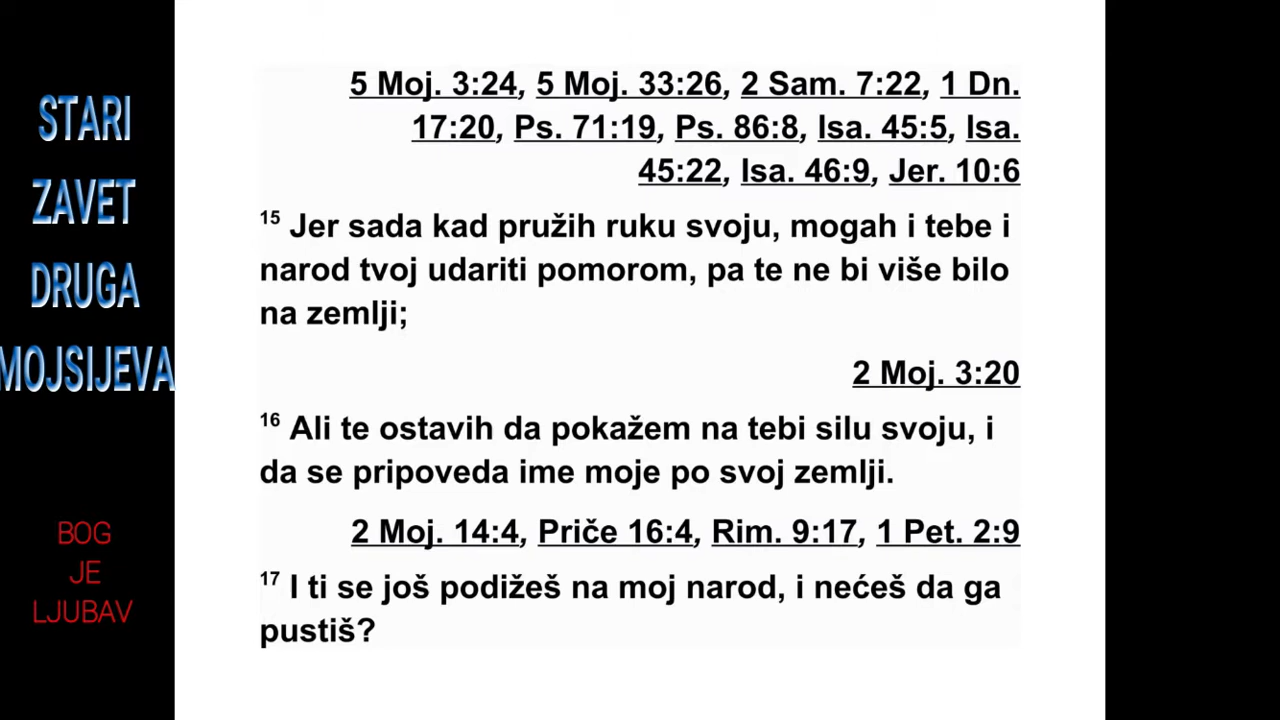 STARI
ZAVET
DRUGA
MOJSIJEVA
BOG
JE
LJUBAV
5 Moj. 3:24, 5 Moj. 33:26, 2 Sam. 7:22, 1 Dn.
17:20, Ps. 71:19, Ps. 86:8, Isa. 45:5, Isa.
45:22, Isa. 46:9, Jer. 10:6
15 Jer sada kad pružih ruku svoju, mogah i tebe i
narod tvoj udariti pomorom, pa te ne bi više bilo
na zemlji;
2 Moj. 3:20
16 Ali te ostavih da pokažem na tebi silu svoju, i
da se pripoveda ime moje po svoj zemlji.
2 Moj. 14:4, Priče 16:4, Rim. 9:17, 1 Pet. 2:9
17 I ti se još podižeš na moj narod, i nećeš da ga
pustiš?